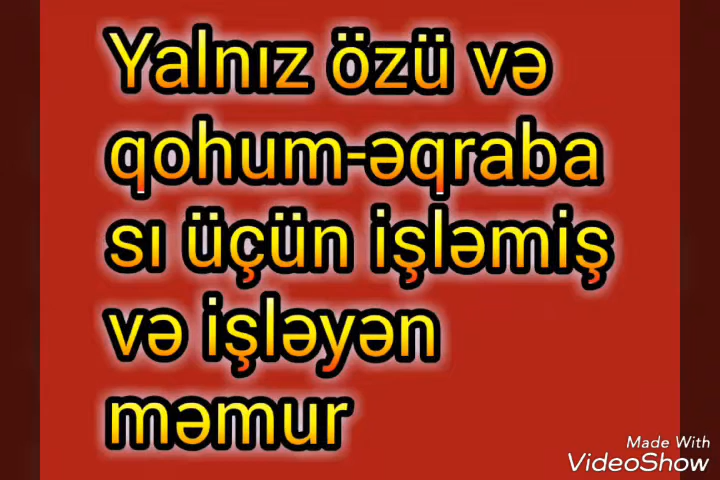 Yalnız özü və
qohum-əqraba
sı üçün işləmiş
və işləyən
məmur
Made With
VideoShow